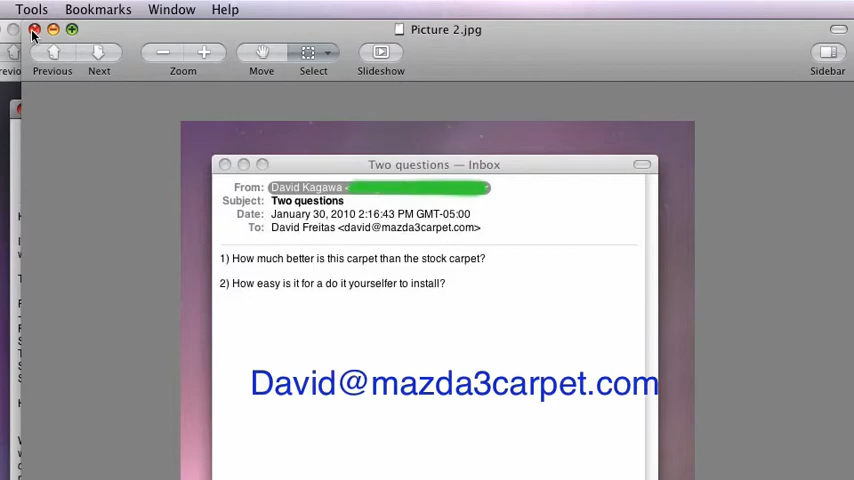 Tools Bookmarks Window Help
Picture 2.jpg
Previous Next Zoom Move Select Slideshow Sidebar
Two questions — Inbox
From: David Kagawa <
Subject: Two questions
Date: January 30, 2010 2:16:43 PM GMT-05:00
To: David Freitas <david@mazda3carpet.com>
1) How much better is this carpet than the stock carpet?
2) How easy is it for a do it yourselfer to install?
David@mazda3carpet.com